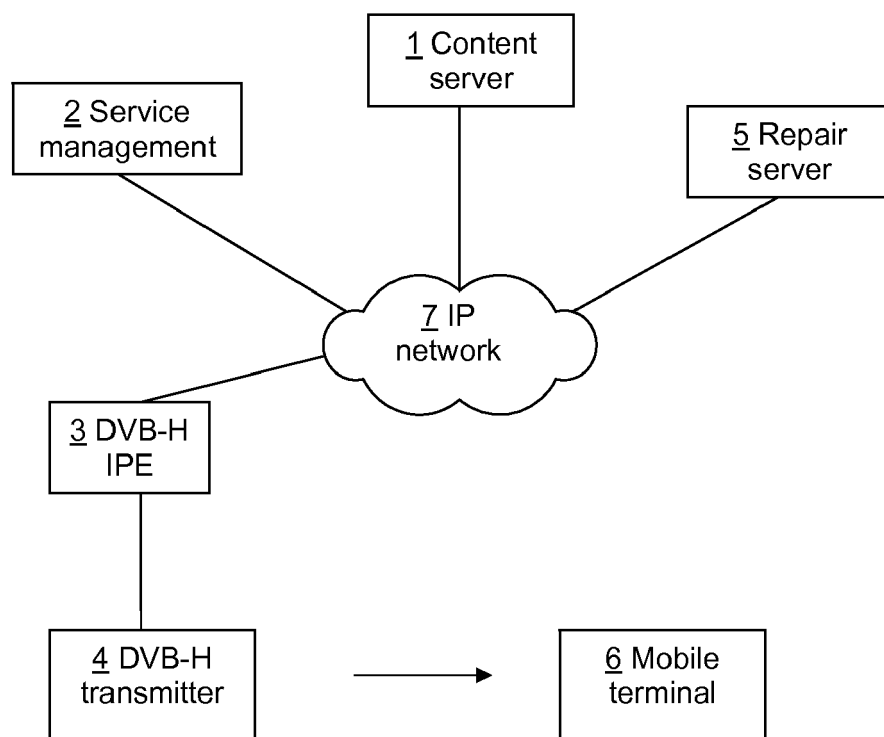 1 Content
server
2 Service
management
5 Repair
server
7 IP
network
3 DVB-H
IPE
4 DVB-H
transmitter
6 Mobile
terminal